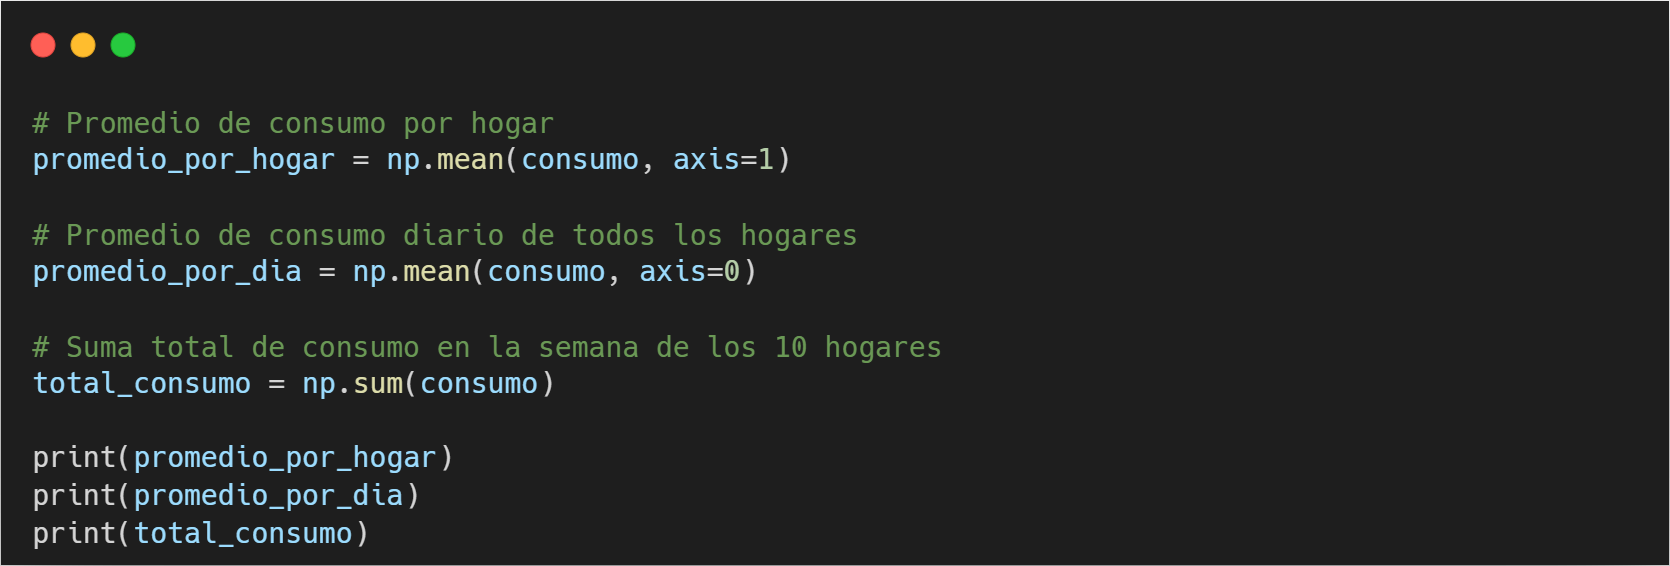 # Promedio de consumo por hogar
promedio_por_hogar = np.mean(consumo, axis=1)
# Promedio de consumo diario de todos los hogares
promedio_por_dia = np.mean(consumo, axis=0)
# Suma total de consumo en la semana de los 10 hogares
total_consumo = np.sum(consumo)
print(promedio_por_hogar)
print(promedio_por_dia)
print(total_consumo)